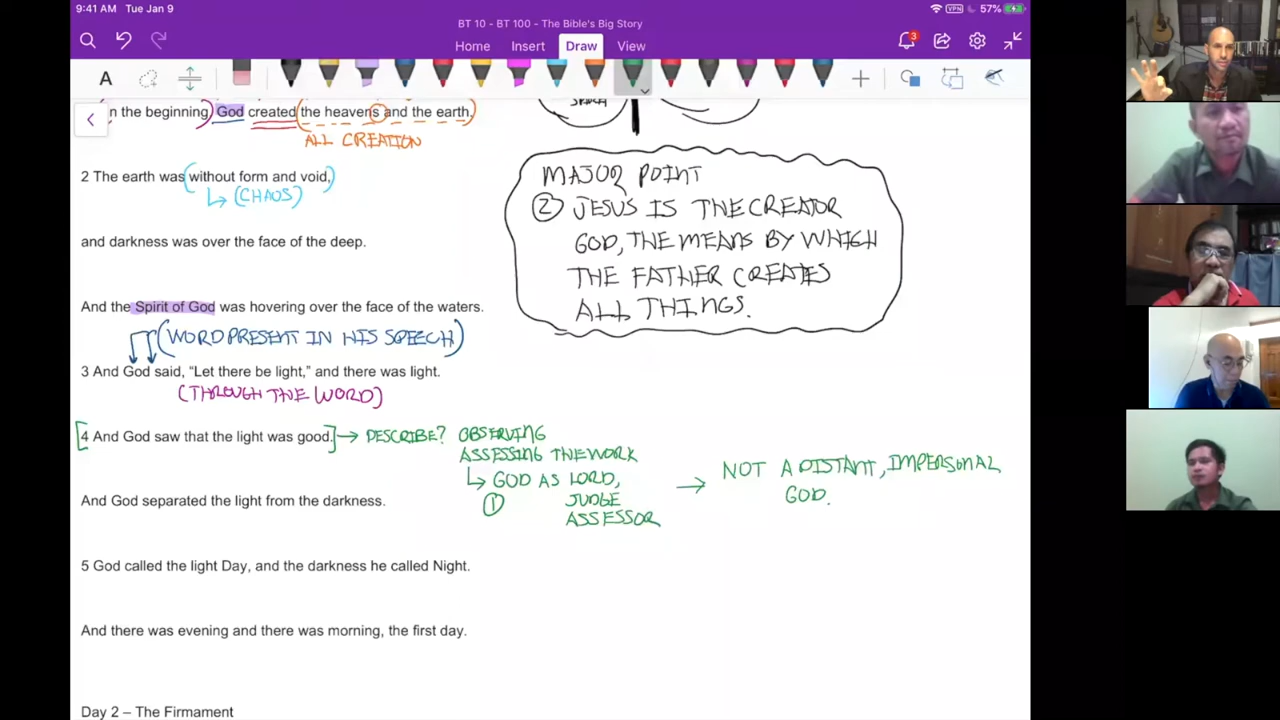 9:41 AM Tue Jan 9
VPN 57%
BT 10 - BT 100 - The Bible's Big Story
Home Insert Draw View
3
A
In the beginning, God created the heavens and the earth.
ALL CREATION
2 The earth was without form and void,
(CHAOS)
and darkness was over the face of the deep.
And the Spirit of God was hovering over the face of the waters.
(WORD PRESENT IN HIS SPEECH)
3 And God said, “Let there be light,” and there was light.
(THROUGH THE WORD)
[4 And God saw that the light was good.] → DESCRIBE? OBSERVING
ASSESSING THE WORK
GOD AS LORD,
① JUDGE
ASSESSOR
→ NOT A DISTANT, IMPERSONAL
GOD.
And God separated the light from the darkness.
5 God called the light Day, and the darkness he called Night.
And there was evening and there was morning, the first day.
Day 2 – The Firmament
MAJOR POINT
② JESUS IS THE CREATOR
GOD, THE MEANS BY WHICH
THE FATHER CREATES
ALL THINGS.